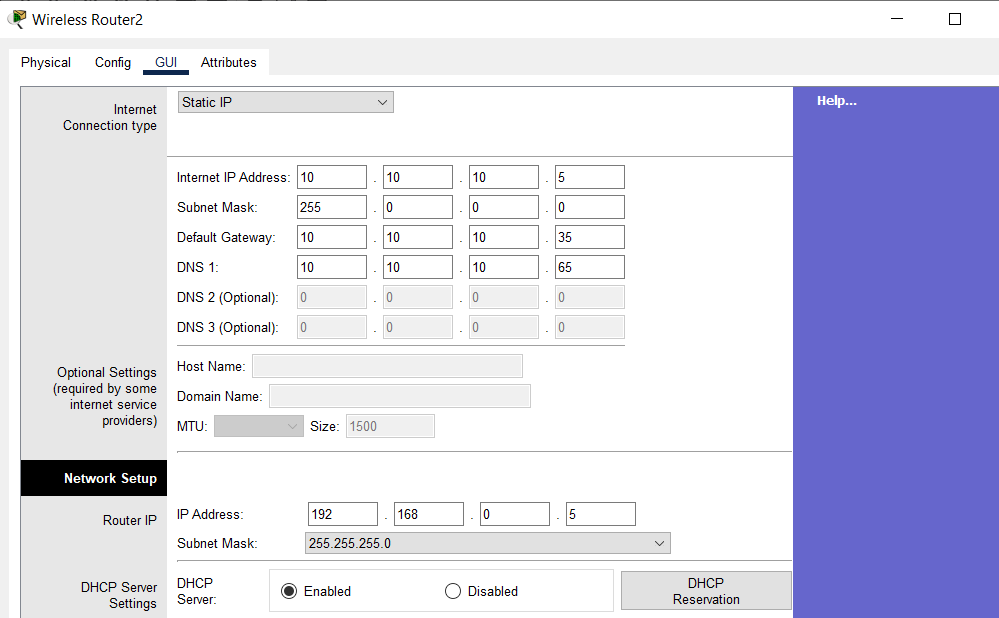 Wireless Router2
Physical Config GUI Attributes
Internet
Connection type
Static IP
Help...
Internet IP Address: 10 . 10 . 10 . 5
Subnet Mask: 255 . 0 . 0 . 0
Default Gateway: 10 . 10 . 10 . 35
DNS 1: 10 . 10 . 10 . 65
DNS 2 (Optional): 0 . 0 . 0 . 0
DNS 3 (Optional): 0 . 0 . 0 . 0
Optional Settings
(required by some
internet service
providers)
Host Name:
Domain Name:
MTU: Size: 1500
Network Setup
Router IP
IP Address: 192 . 168 . 0 . 5
Subnet Mask: 255.255.255.0
DHCP Server
Settings
DHCP
Server:
Enabled Disabled
DHCP
Reservation